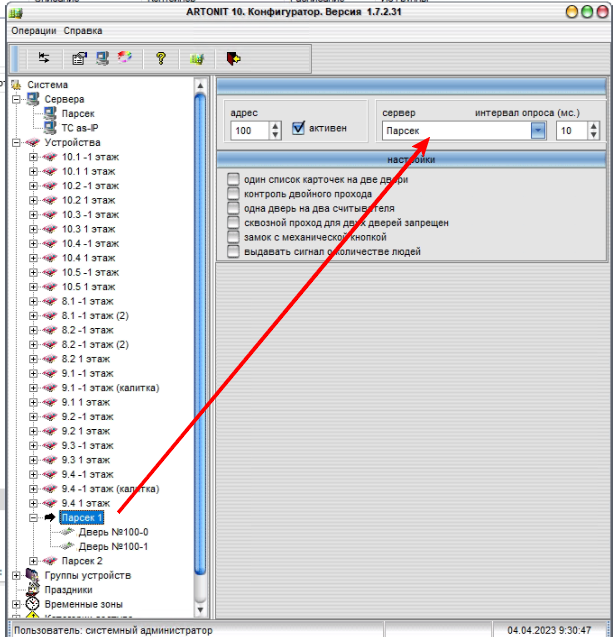 ARTONIT 10. Конфигуратор. Версия 1.7.2.31
Операции Справка
Система
Сервера
Парсек
TC as-IP
Устройства
10.1 -1 этаж
10.1 1 этаж
10.2 -1 этаж
10.2 1 этаж
10.3 -1 этаж
10.3 1 этаж
10.4 -1 этаж
10.4 1 этаж
10.5 -1 этаж
10.5 1 этаж
8.1 -1 этаж
8.1 -1 этаж (2)
8.2 -1 этаж
8.2 -1 этаж (2)
8.2 1 этаж
9.1 -1 этаж
9.1 -1 этаж (калитка)
9.1 1 этаж
9.2 -1 этаж
9.2 1 этаж
9.3 -1 этаж
9.3 1 этаж
9.4 -1 этаж
9.4 -1 этаж (калитка)
9.4 1 этаж
Парсек 1
Дверь №100-0
Дверь №100-1
Парсек 2
Группы устройств
Праздники
Временные зоны
адрес
100
активен
сервер интервал опроса (мс.)
Парсек 10
настройки
один список карточек на две двери
контроль двойного прохода
одна дверь на два считывателя
сквозной проход для двух дверей запрещен
замок с механической кнопкой
выдавать сигнал о количестве людей
Пользователь: системный администратор
04.04.2023 9:30:47